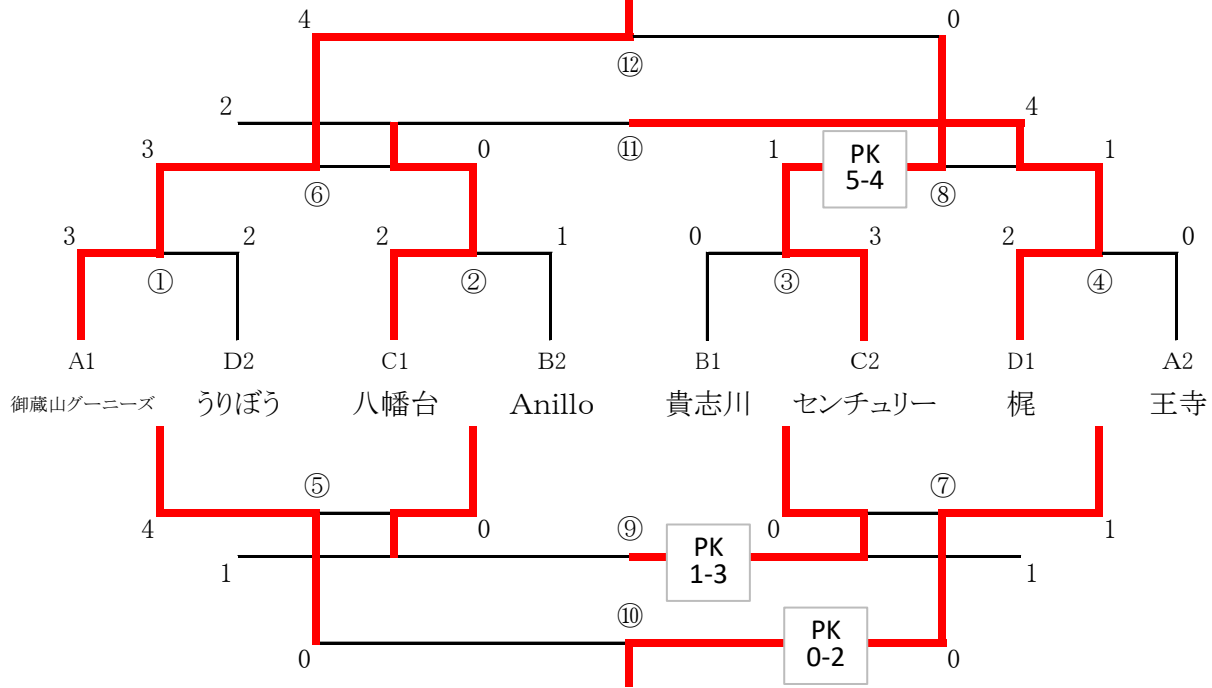 4 0
⑫
2 4
3 0 ⑪ 1 PK 1
5-4
⑥ ⑧
3 2 2 1 0 3 2 0
① ② ③ ④
A1 D2 C1 B2 B1 C2 D1 A2
御蔵山グーニーズ うりぼう 八幡台 Anillo 貴志川 センチュリー 梶 王寺
⑤ ⑦
4 0 ⑨ 0 1
PK
1-3
1 1
⑩
PK
0-2
0 0